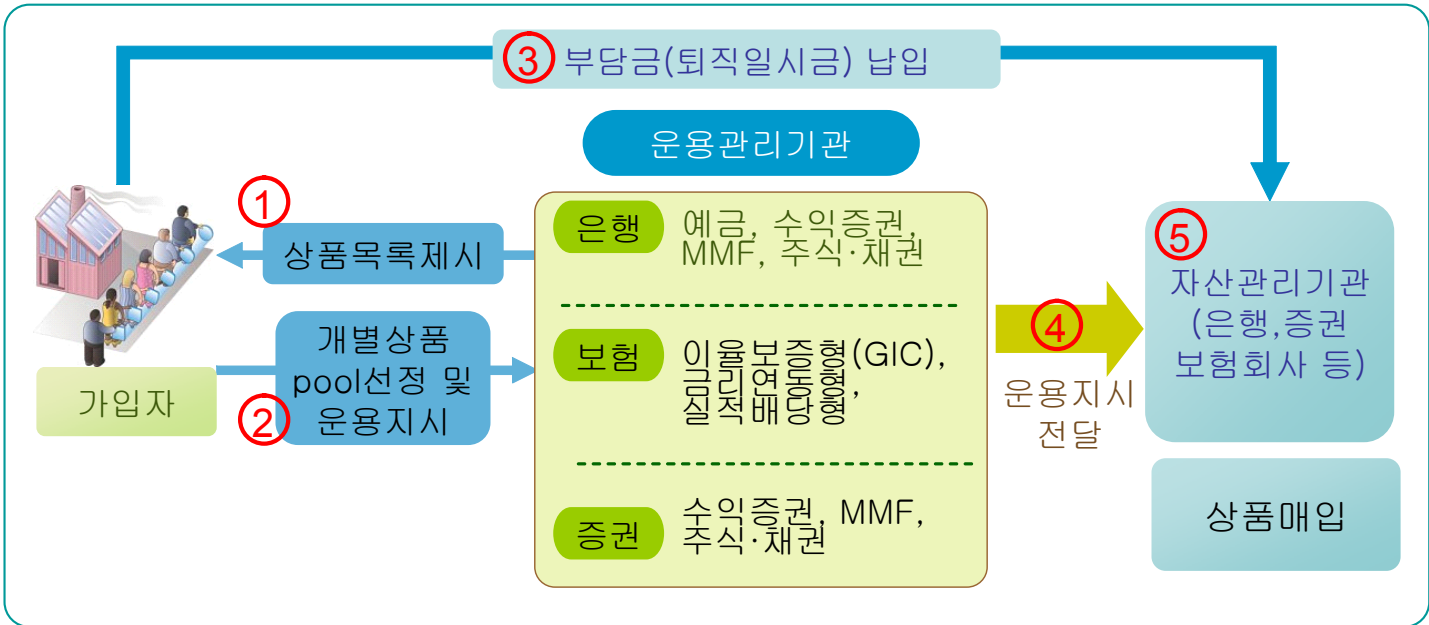 ③ 부담금(퇴직일시금) 납입
운용관리기관
①
상품목록제시
개별상품
pool선정 및
운용지시
②
가입자
은행
예금, 수익증권,
MMF, 주식·채권
보험
이율보증형(GIC),
금리연동형,
실적배당형
증권
수익증권, MMF,
주식·채권
④
운용지시
전달
⑤
자산관리기관
(은행,증권
보험회사 등)
상품매입